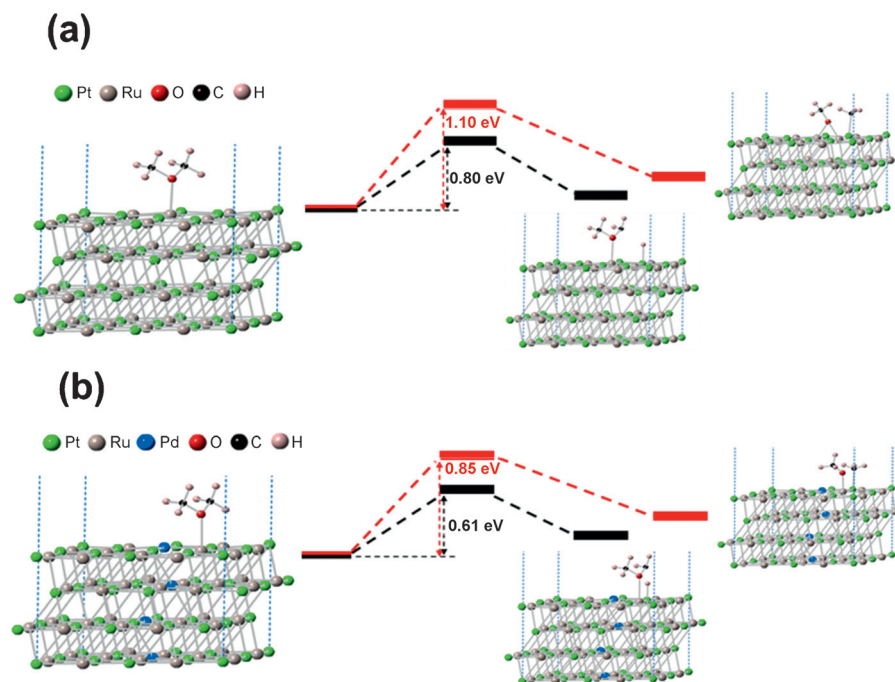 (a)
Pt Ru O C H
1.10 eV
0.80 eV
(b)
Pt Ru Pd O C H
0.85 eV
0.61 eV